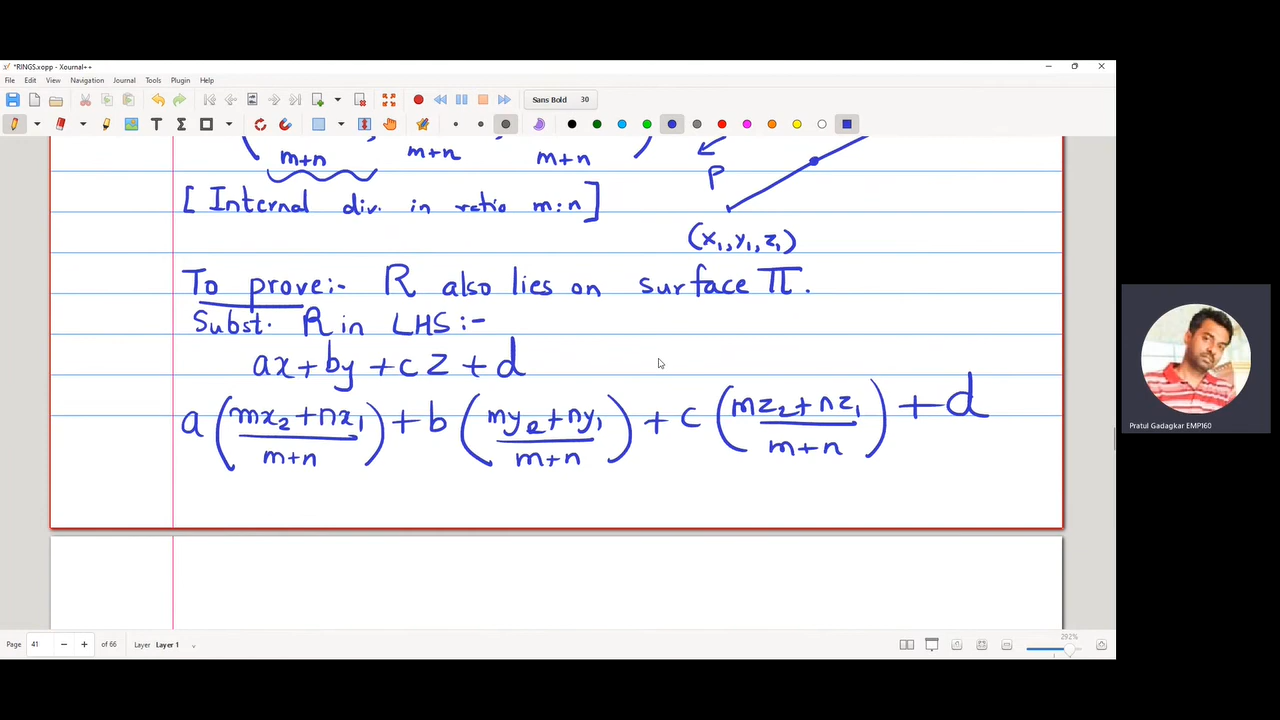 *RINGS.xopp - Xournal++
File Edit View Navigation Journal Tools Plugin Help
Sans Bold 30
m+n m+n m+n
P
[Internal div. in ratio m:n]
(x₁,y₁,z₁)
To prove:- R also lies on surface π.
Subst. R in LHS:-
ax+by+cz+d
a(mx₂+nx₁/m+n)+b(my₂+ny₁/m+n)+c(mz₂+nz₁/m+n)+d
Pratul Gadagkar EMP160
Page 41 of 66 Layer Layer 1
292%